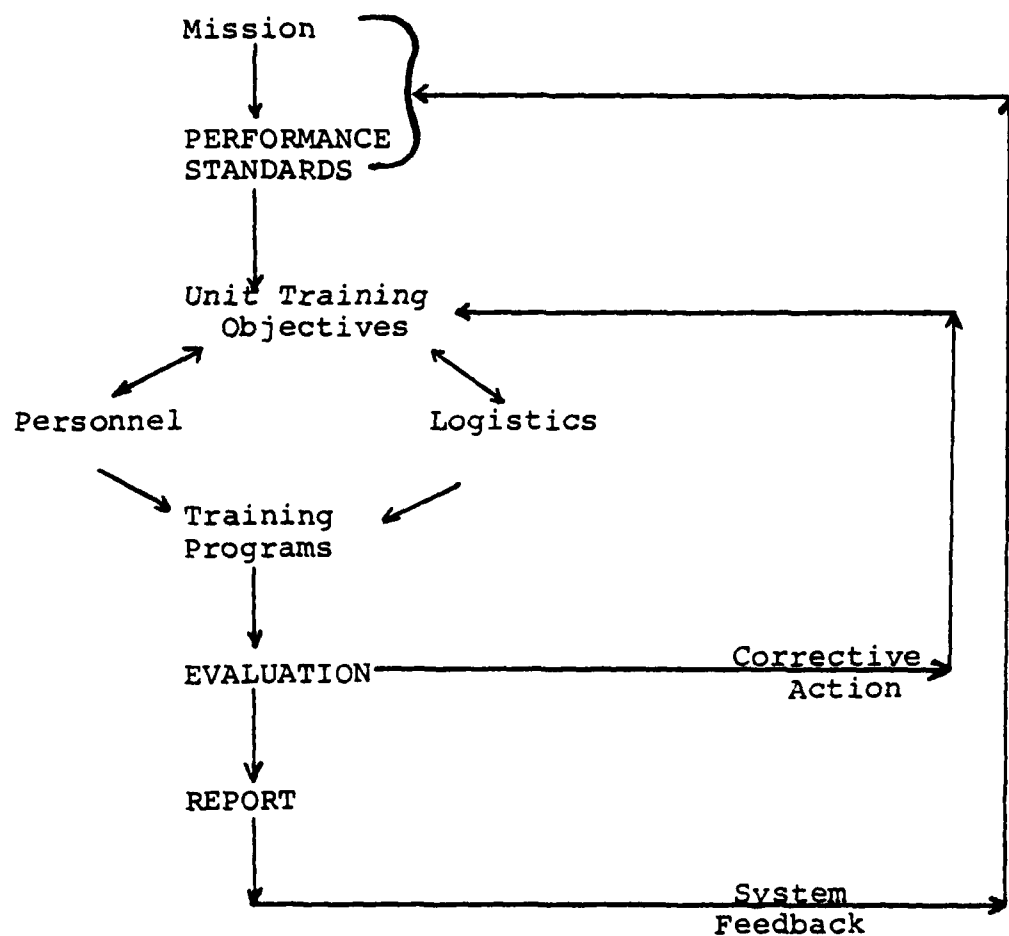 Mission
PERFORMANCE
STANDARDS
Unit Training
Objectives
Personnel
Logistics
Training
Programs
EVALUATION
Corrective
Action
REPORT
System
Feedback